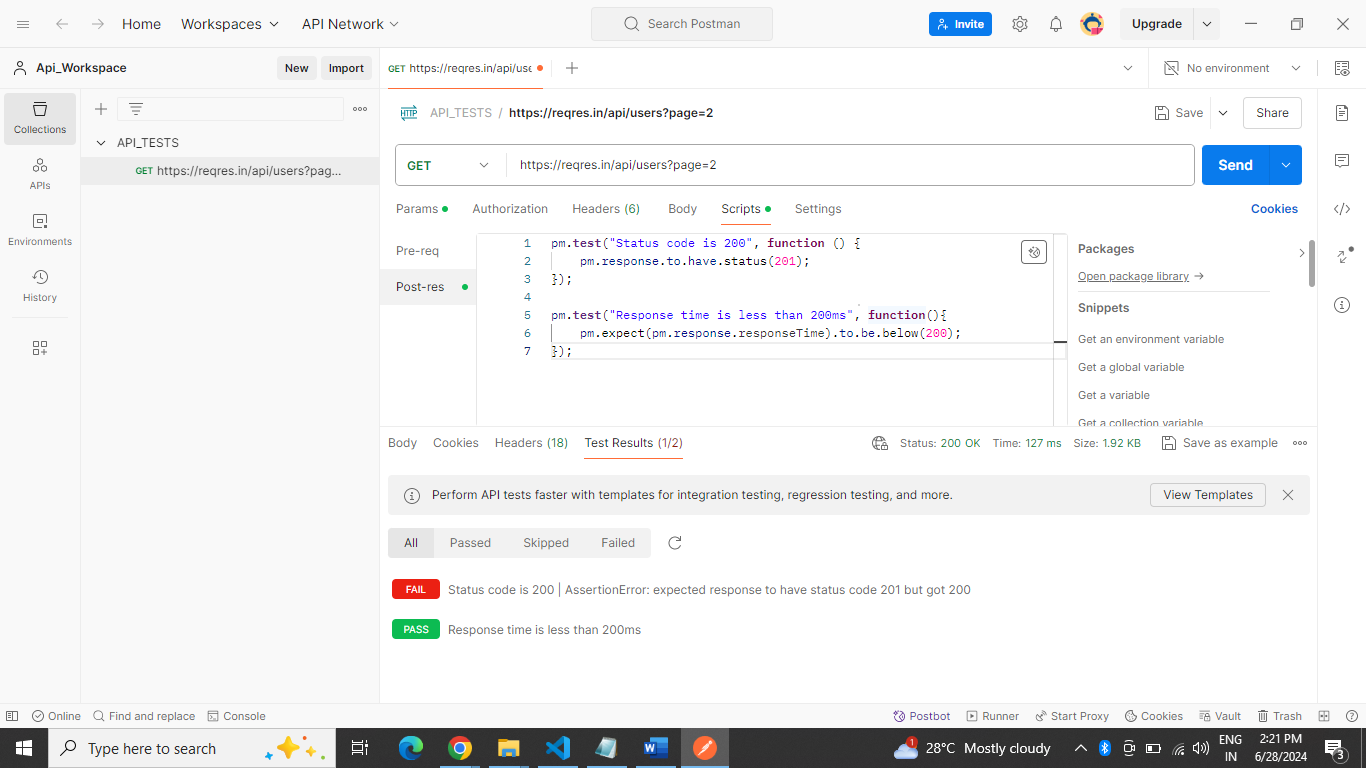 Home Workspaces API Network Search Postman Invite Upgrade
Api_Workspace New Import GET https://reqres.in/api/use No environment
Collections
APIs
Environments
History
API_TESTS
GET https://reqres.in/api/users?pag...
HTTP API_TESTS / https://reqres.in/api/users?page=2 Save Share
GET https://reqres.in/api/users?page=2 Send
Params Authorization Headers (6) Body Scripts Settings Cookies
Pre-req
Post-res
1 pm.test("Status code is 200", function () {
2 pm.response.to.have.status(201);
3 });
4
5 pm.test("Response time is less than 200ms", function(){
6 pm.expect(pm.response.responseTime).to.be.below(200);
7 });
Packages
Open package library →
Snippets
Get an environment variable
Get a global variable
Get a variable
Get a collection variable
Body Cookies Headers (18) Test Results (1/2) Status: 200 OK Time: 127 ms Size: 1.92 KB Save as example
Perform API tests faster with templates for integration testing, regression testing, and more. View Templates
All Passed Skipped Failed
FAIL Status code is 200 | AssertionError: expected response to have status code 201 but got 200
PASS Response time is less than 200ms
Online Find and replace Console Postbot Runner Start Proxy Cookies Vault Trash
Type here to search 1 28°C Mostly cloudy ENG IN 2:21 PM 6/28/2024 3